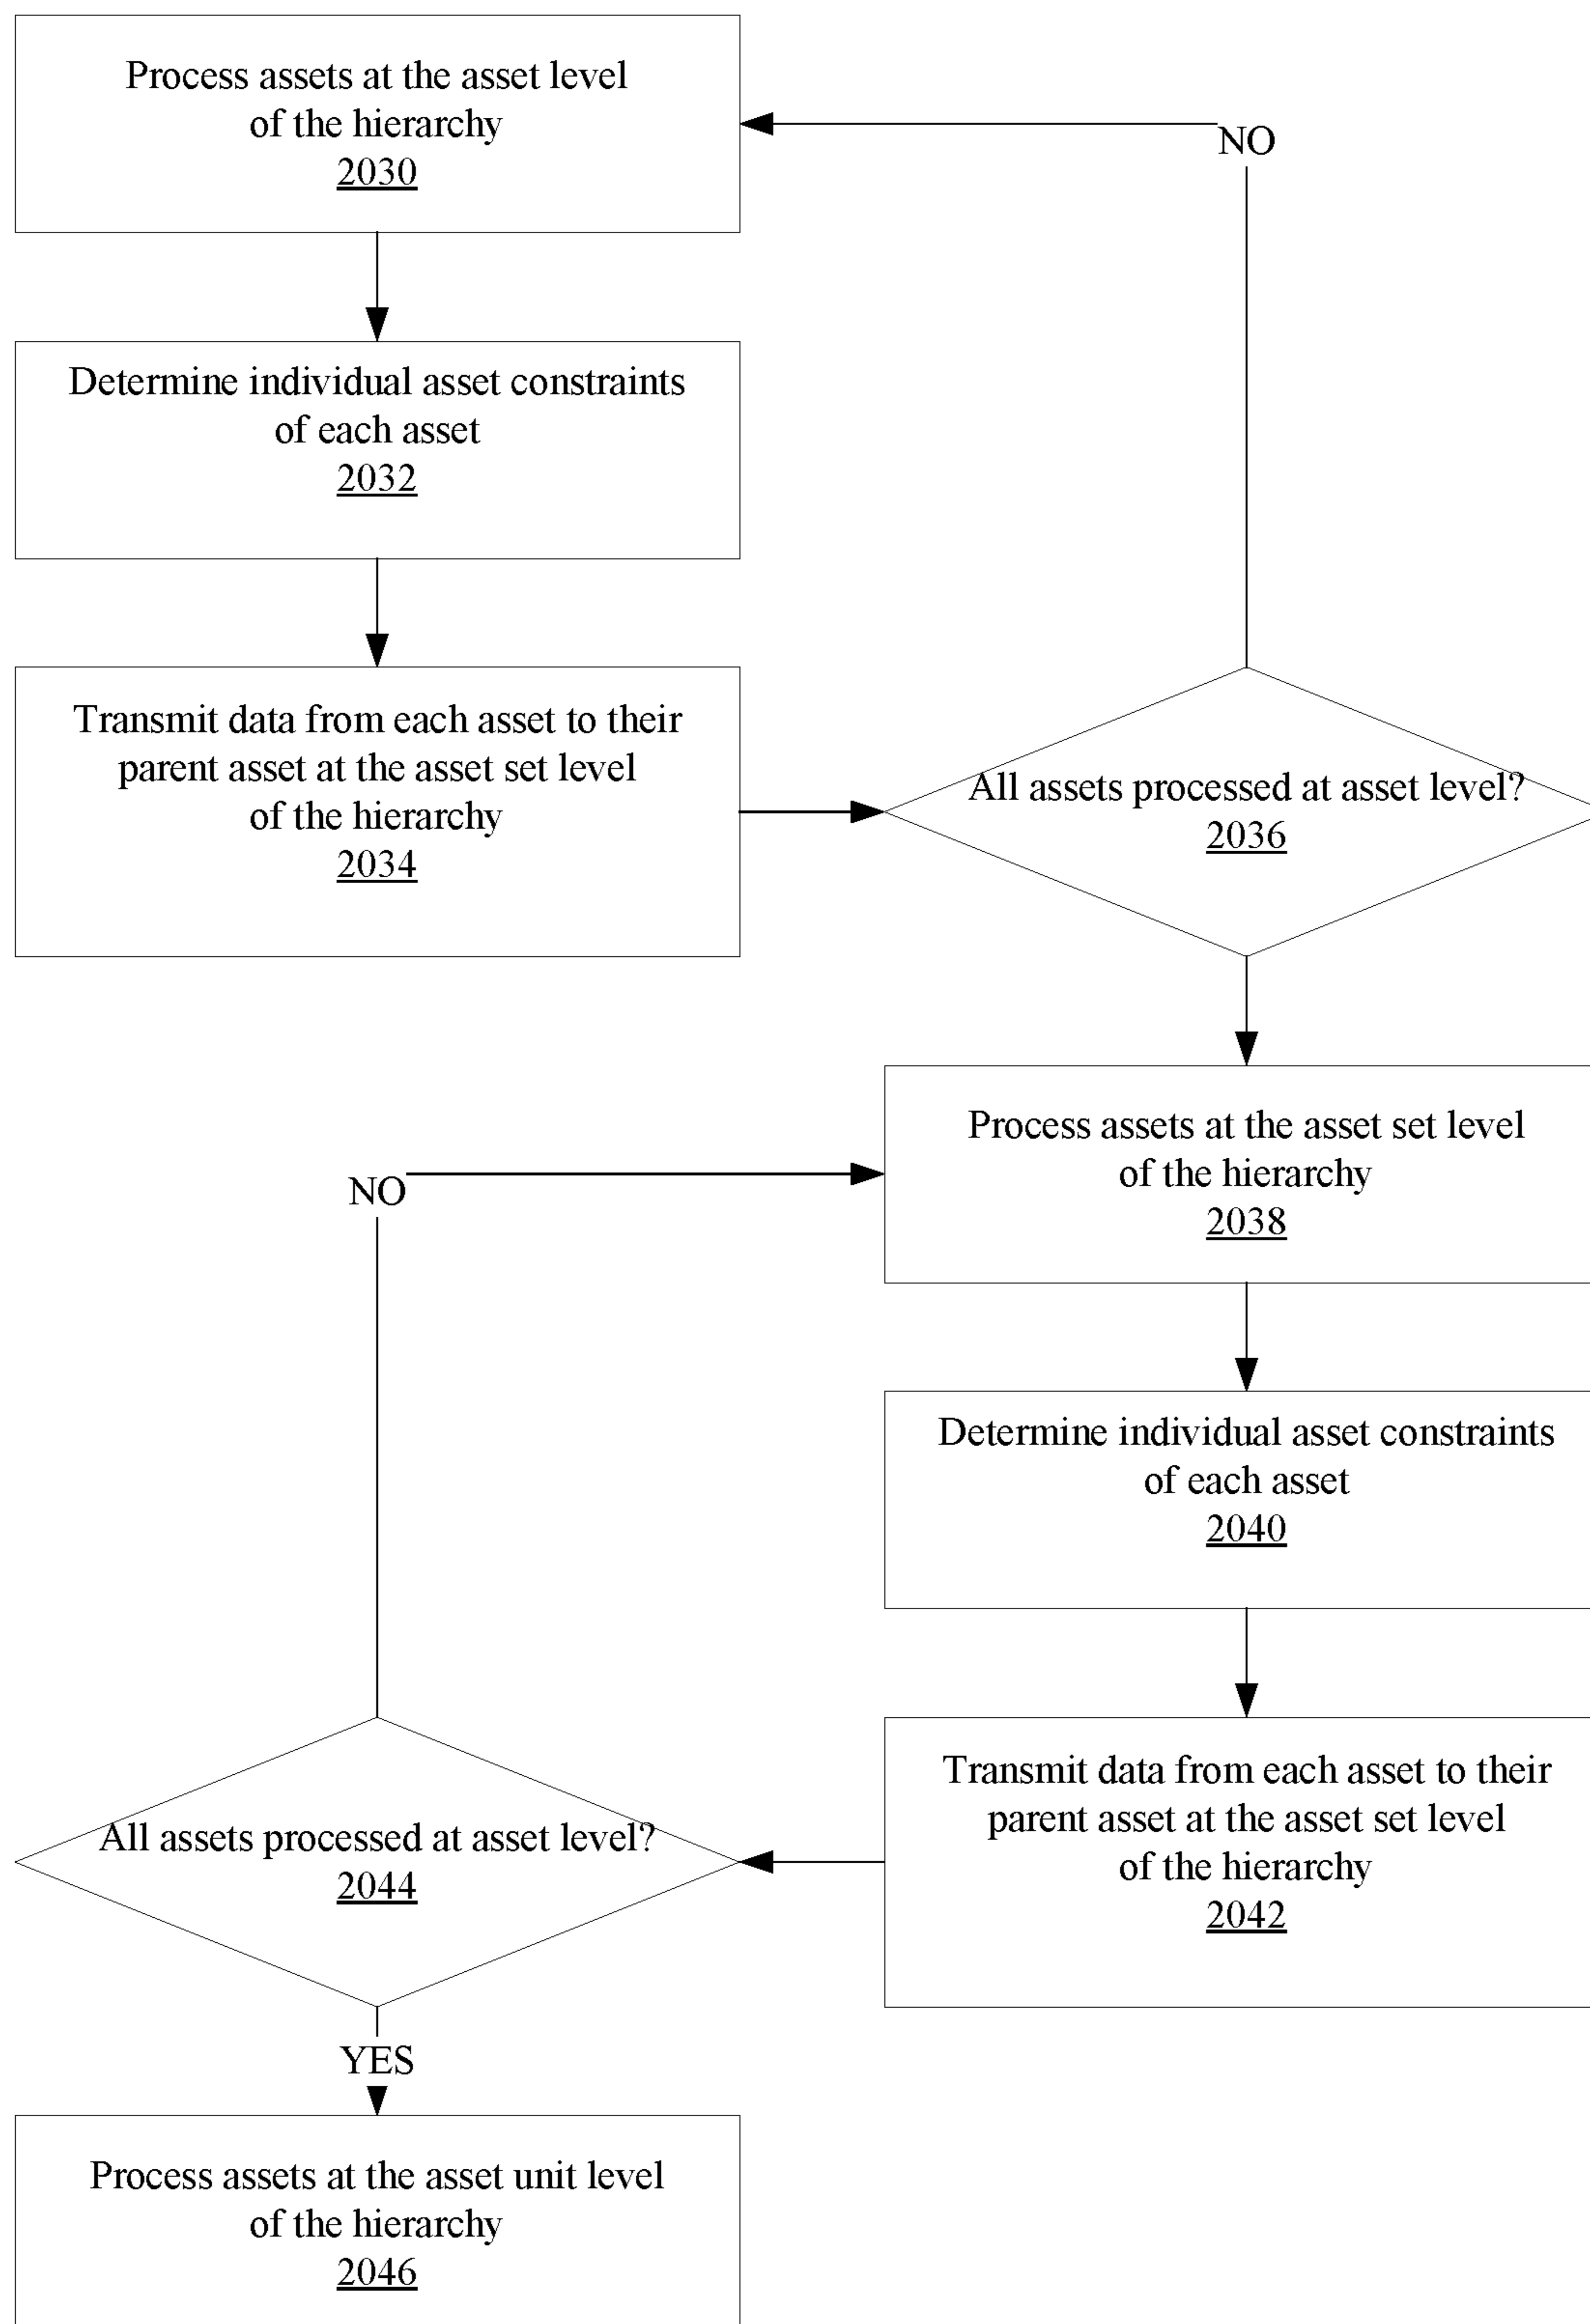 Process assets at the asset level
of the hierarchy
2030
NO
Determine individual asset constraints
of each asset
2032
Transmit data from each asset to their
parent asset at the asset set level
of the hierarchy
2034
All assets processed at asset level?
2036
Process assets at the asset set level
of the hierarchy
2038
NO
Determine individual asset constraints
of each asset
2040
Transmit data from each asset to their
parent asset at the asset set level
of the hierarchy
2042
All assets processed at asset level?
2044
YES
Process assets at the asset unit level
of the hierarchy
2046